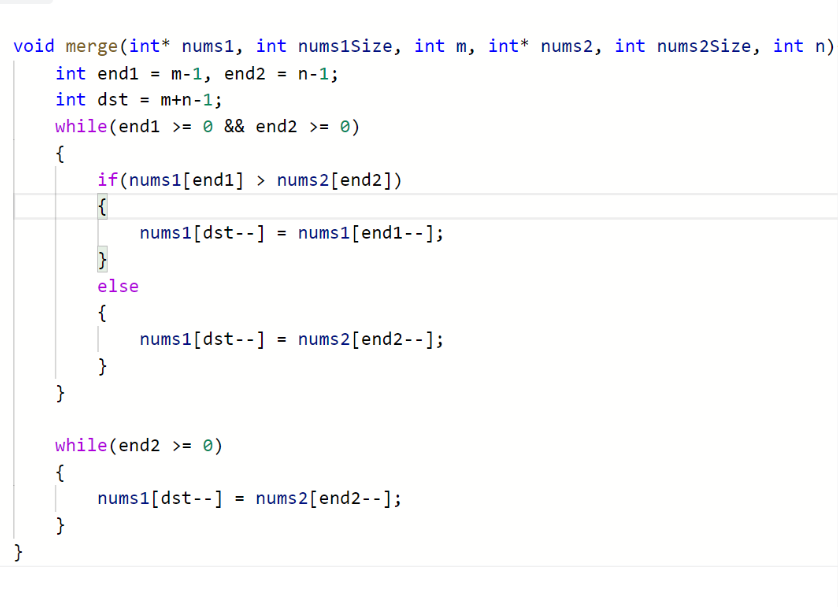 void merge(int* nums1, int nums1Size, int m, int* nums2, int nums2Size, int n)
    int end1 = m-1, end2 = n-1;
    int dst = m+n-1;
    while(end1 >= 0 && end2 >= 0)
    {
        if(nums1[end1] > nums2[end2])
        {
            nums1[dst--] = nums1[end1--];
        }
        else
        {
            nums1[dst--] = nums2[end2--];
        }
    }
    while(end2 >= 0)
    {
        nums1[dst--] = nums2[end2--];
    }
}